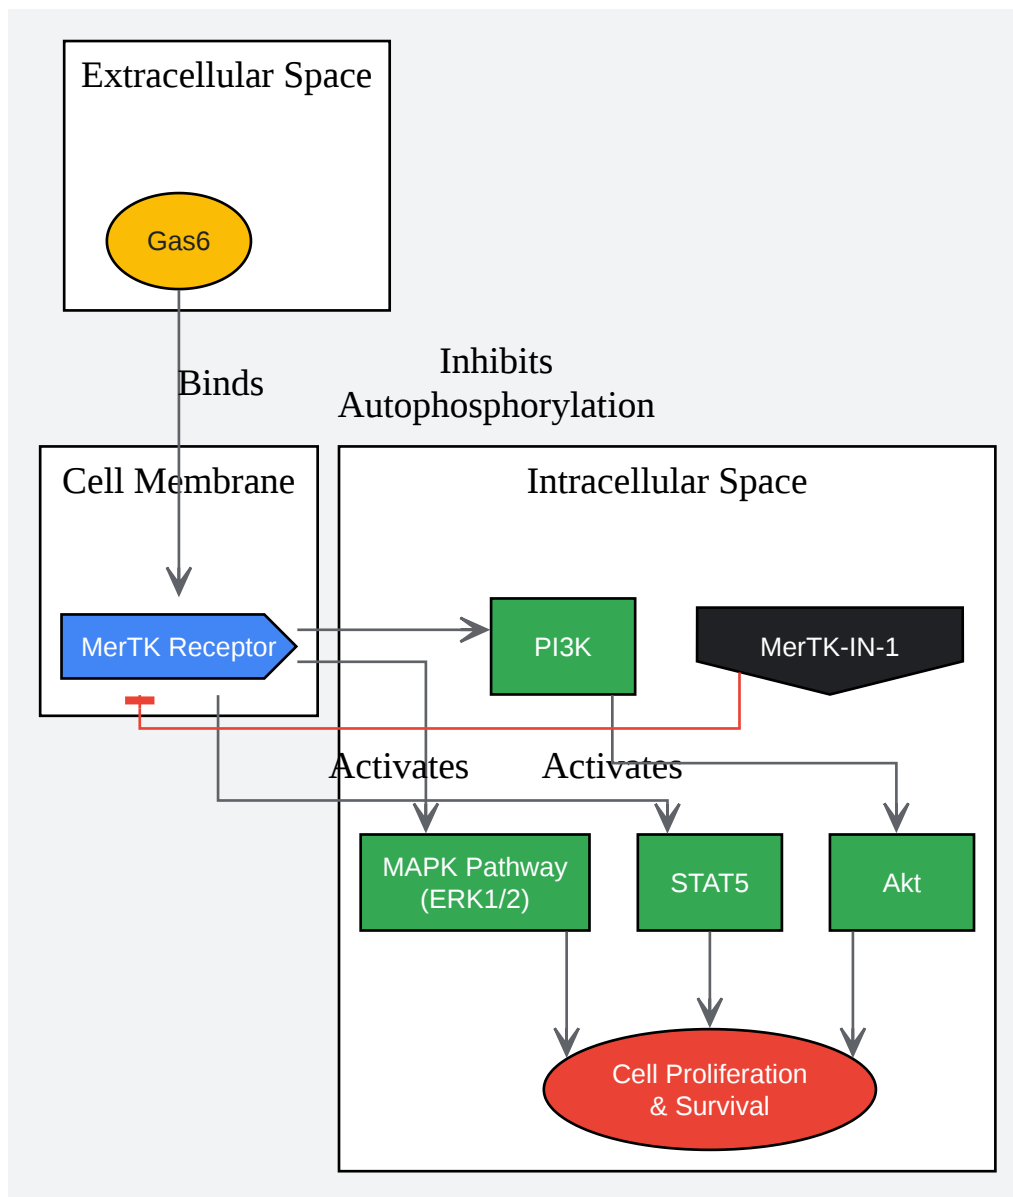 Extracellular Space
Gas6
Binds
Inhibits
Autophosphorylation
Cell Membrane
Intracellular Space
MerTK Receptor
PI3K
MerTK-IN-1
Activates
Activates
MAPK Pathway
(ERK1/2)
STAT5
Akt
Cell Proliferation
& Survival